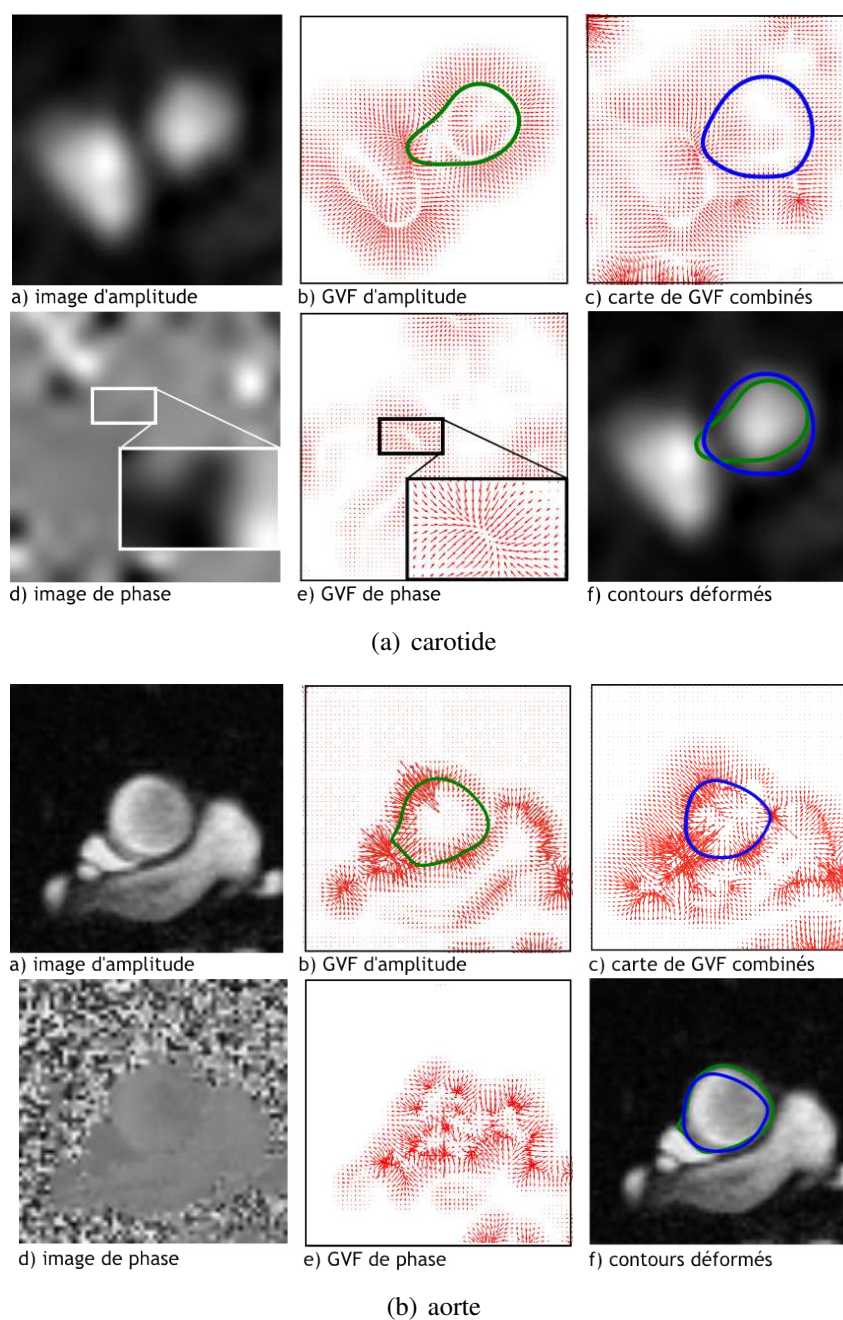 a) image d'amplitude
b) GVF d'amplitude
c) carte de GVF combinés
d) image de phase
e) GVF de phase
f) contours déformés
(a) carotide
a) image d'amplitude
b) GVF d'amplitude
c) carte de GVF combinés
d) image de phase
e) GVF de phase
f) contours déformés
(b) aorte